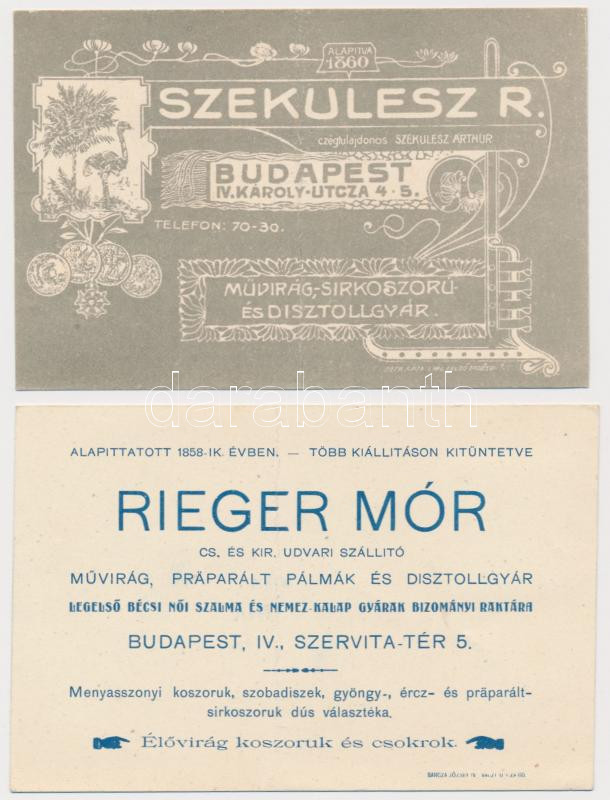 ALAPITVA
1860
SZEKULESZ R.
czégtulajdonos SZEKULESZ ARTHUR
BUDAPEST
IV. KÁROLY-UTCZA 4-5.
TELEFON: 70-30.
MŰVIRÁG-, SIRKOSZORU-
ÉS DISZTOLLGYÁR.
darabanth
ALAPITTATOTT 1858-IK ÉVBEN. — TÖBB KIÁLLITÁSON KITÜNTETVE
RIEGER MÓR
CS. ÉS KIR. UDVARI SZÁLLITÓ
MŰVIRÁG, PRÄPARÁLT PÁLMÁK ÉS DISZTOLLGYÁR
LEGELSŐ BÉCSI NŐI SZALMA ÉS NEMEZ-KALAP GYÁRAK BIZOMÁNYI RAKTÁRA
BUDAPEST, IV., SZERVITA-TÉR 5.
Menyasszonyi koszoruk, szobadiszek, gyöngy-, ércz- és präparált-
sirkoszoruk dús választéka.
Élővirág koszoruk és csokrok.